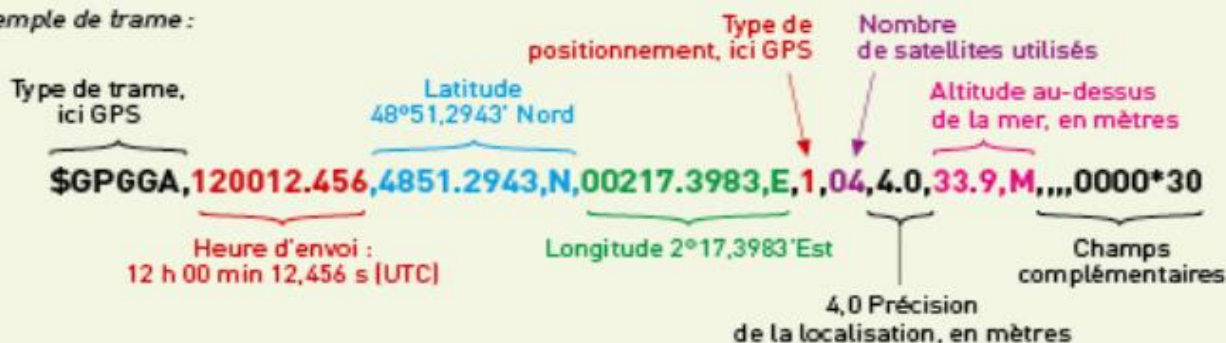 emple de trame :
Type de positionnement, ici GPS
Nombre de satellites utilisés
Type de trame, ici GPS
Latitude
48°51,2943' Nord
Altitude au-dessus de la mer, en mètres
$GPGGA,120012.456,4851.2943,N,00217.3983,E,1,04,4.0,33.9,M,,,,0000*30
Heure d'envoi :
12 h 00 min 12,456 s (UTC)
Longitude 2°17,3983'Est
Champs complémentaires
4,0 Précision de la localisation, en mètres